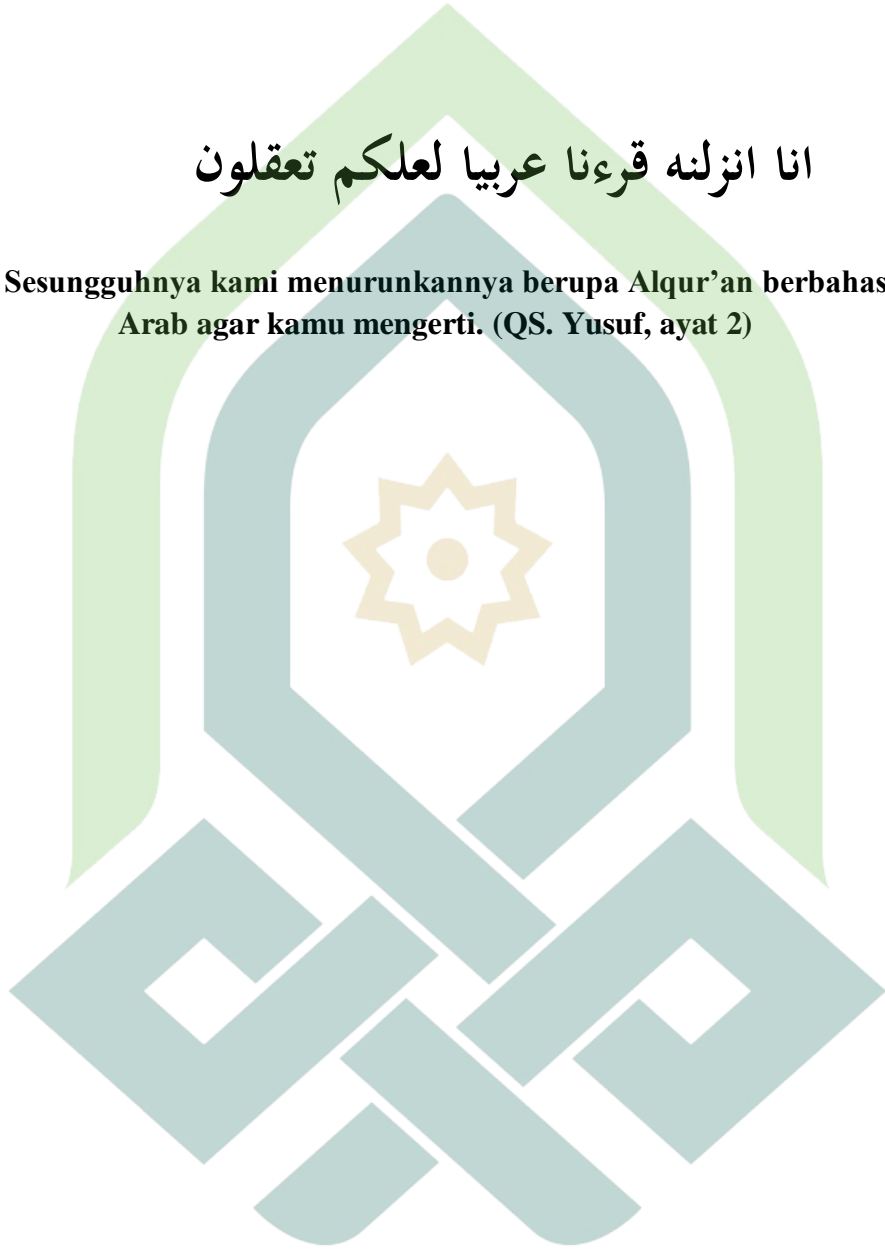 انا انزلنه قرءنا عربيا لعلكم تعقلون
Sesungguhnya kami menurunkannya berupa Alqur’an berbahas
Arab agar kamu mengerti. (QS. Yusuf, ayat 2)